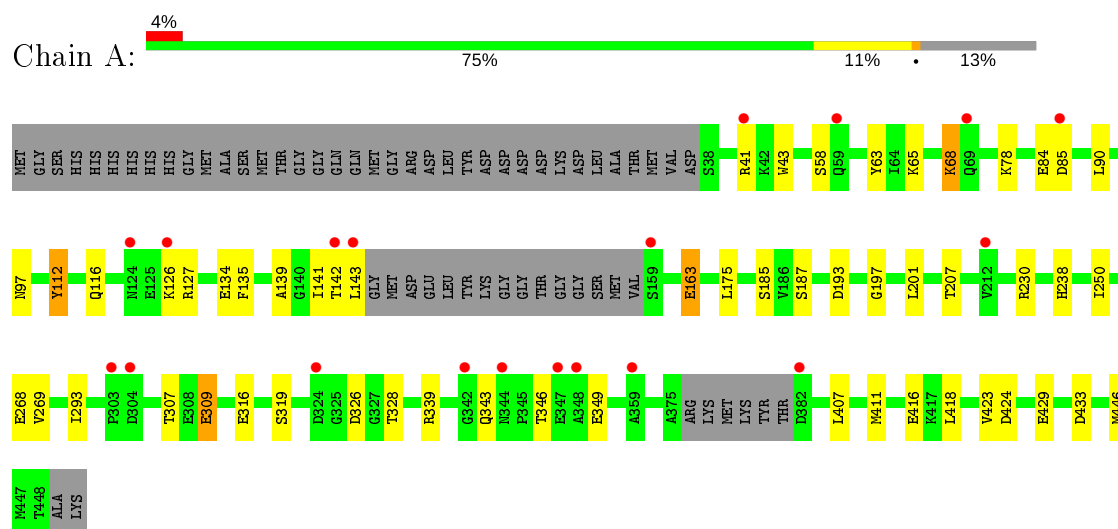 4%
Chain A:
75% 11% • 13%
MET GLY SER HIS HIS HIS HIS HIS HIS GLY MET ALA SER MET THR GLY GLY GLN GLN MET GLY ARG ASP LEU TYR ASP ASP ASP ASP LYS ASP LEU ALA THR MET VAL ASP S38 R41 K42 W43 S58 Q59 Y63 I64 K65 K68 Q69 K78 E84 D85 L90
N97 Y112 Q116 N124 E125 K126 R127 E134 F135 A139 G140 I141 T142 L143 GLY MET ASP GLU LEU TYR LYS GLY GLY THR GLY GLY SER MET VAL S159 E163 L175 S185 V186 S187 D193 G197 L201 T207 V212 R230 H238 I250
E268 V269 I293 P303 D304 T307 E308 E309 E316 S319 D324 G325 D326 G327 T328 R339 G342 Q343 N344 P345 T346 E347 A348 E349 A359 A375 ARG LYS MET LYS TYR THR D382 L407 M411 E416 K417 L418 V423 D424 E429 D433 M446
M447 T448 ALA LYS